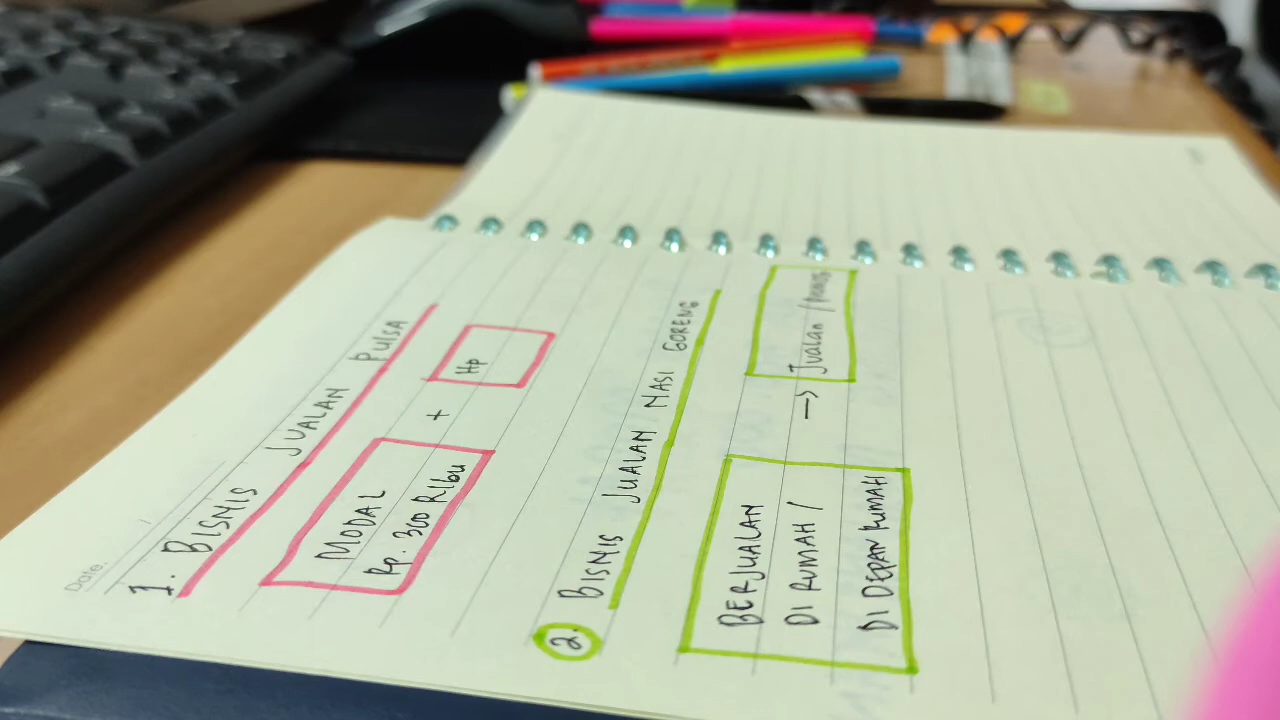 Date.
1. BISNIS JUALAN PULSA
MODAL
Rp. 300 Ribu
+
Hp
2. BISNIS JUALAN NASI GORENG
BERJUALAN
DI RUMAH /
DI DEPAN RUMAH
→ Jualan /